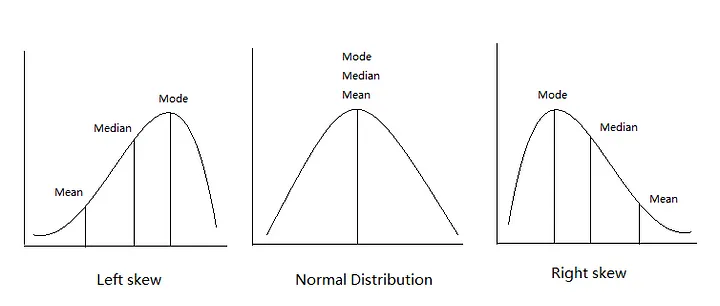 Mode
Median
Mean
Left skew
Mode
Median
Mean
Normal Distribution
Mode
Median
Mean
Right skew